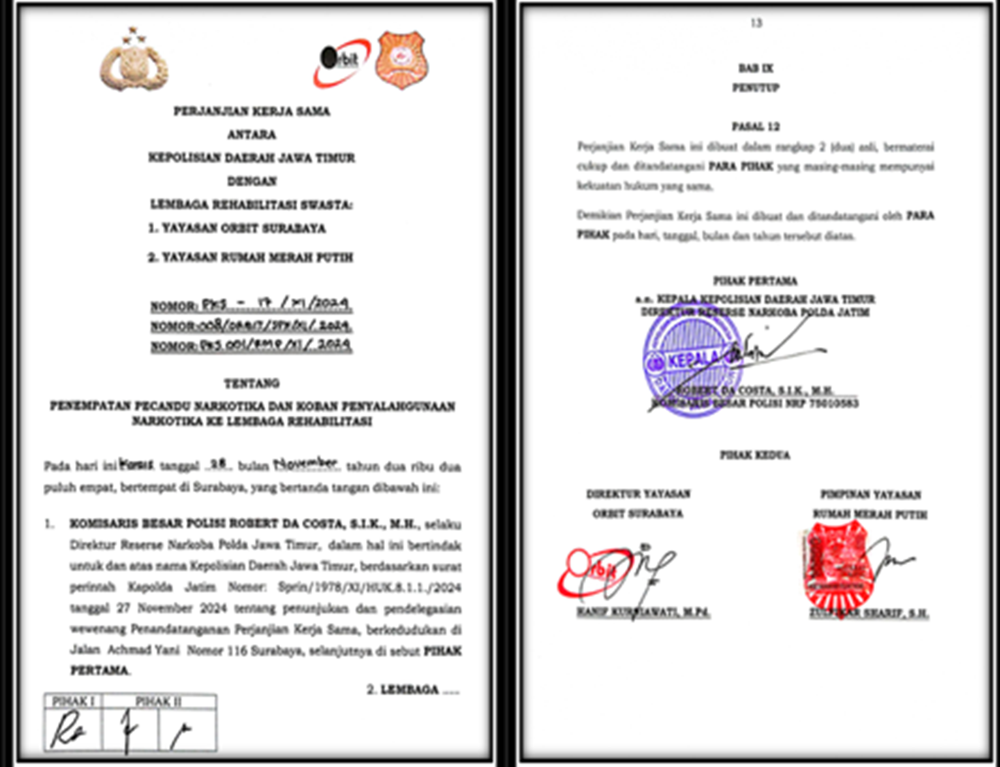 Orbit
PERJANJIAN KERJA SAMA
ANTARA
KEPOLISIAN DAERAH JAWA TIMUR
DENGAN
LEMBAGA REHABILITASI SWASTA:
1. YAYASAN ORBIT SURABAYA
2. YAYASAN RUMAH MERAH PUTIH
NOMOR: PKS - 17 / XI /2024
NOMOR: 008/ORBIT/ /XI/ 2024
NOMOR: PKS.001/RMP/XI/ 2024
TENTANG
PENEMPATAN PECANDU NARKOTIKA DAN KOBAN PENYALAHGUNAAN
NARKOTIKA KE LEMBAGA REHABILITASI
Pada hari ini Kamis tanggal 28 bulan November tahun dua ribu dua
puluh empat, bertempat di Surabaya, yang bertanda tangan dibawah ini:
1. KOMISARIS BESAR POLISI ROBERT DA COSTA, S.I.K., M.H., selaku
Direktur Reserse Narkoba Polda Jawa Timur, dalam hal ini bertindak
untuk dan atas nama Kepolisian Daerah Jawa Timur, berdasarkan surat
perintah Kapolda Jatim Nomor: Sprin/1978/XI/HUK.8.1.1./2024
tanggal 27 November 2024 tentang penunjukan dan pendelegasian
wewenang Penandatanganan Perjanjian Kerja Sama, berkedudukan di
Jalan Achmad Yani Nomor 116 Surabaya, selanjutnya di sebut PIHAK
PERTAMA.
2. LEMBAGA ....
PIHAK I PIHAK II
13
BAB IX
PENUTUP
PASAL 12
Perjanjian Kerja Sama ini dibuat dalam rangkap 2 (dua) asli, bermaterai
cukup dan ditandatangani PARA PIHAK yang masing-masing mempunyai
kekuatan hukum yang sama.
Demikian Perjanjian Kerja Sama ini dibuat dan ditandatangani oleh PARA
PIHAK pada hari, tanggal, bulan dan tahun tersebut diatas.
PIHAK PERTAMA
a.n. KEPALA KEPOLISIAN DAERAH JAWA TIMUR
DIREKTUR RESERSE NARKOBA POLDA JATIM
KEPALA
ROBERT DA COSTA, S.I.K., M.H.
KOMISARIS BESAR POLISI NRP 75010583
PIHAK KEDUA
DIREKTUR YAYASAN
ORBIT SURABAYA
PIMPINAN YAYASAN
RUMAH MERAH PUTIH
Orbit
HANIF KURNIAWATI, M.Pd.
ZULFIKAR SHARIF, S.H.